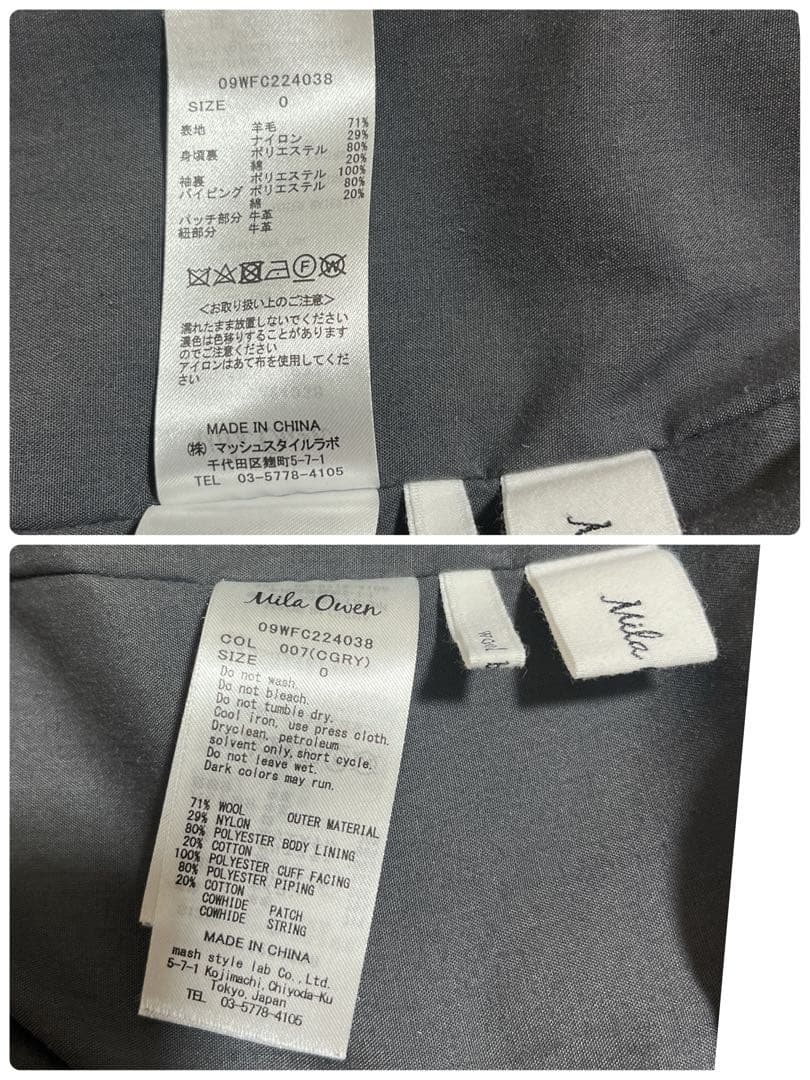 09WFC224038
SIZE 0
表地 羊毛 71%
ナイロン 29%
身頃裏 ポリエステル 80%
綿 20%
袖裏 ポリエステル 100%
パイピング ポリエステル 80%
綿 20%
パッチ部分 牛革
紐部分 牛革
F W
<お取り扱い上のご注意>
濡れたまま放置しないでください
濃色は色移りすることがあります
のでご注意ください
アイロンはあて布を使用してくだ
さい
MADE IN CHINA
(株) マッシュスタイルラボ
千代田区麹町5-7-1
TEL 03-5778-4105
Mila Owen
09WFC224038
COL 007(CGRY)
SIZE 0
Do not wash.
Do not bleach.
Do not tumble dry.
Cool iron, use press cloth.
Dryclean, petroleum
solvent only, short cycle.
Do not leave wet.
Dark colors may run.
71% WOOL OUTER MATERIAL
29% NYLON
80% POLYESTER BODY LINING
20% COTTON
100% POLYESTER CUFF FACING
80% POLYESTER PIPING
20% COTTON
COWHIDE PATCH
COWHIDE STRING
MADE IN CHINA
mash style lab Co., Ltd.
5-7-1 Kojimachi, Chiyoda-Ku
Tokyo, Japan
TEL 03-5778-4105
wool b
Mila